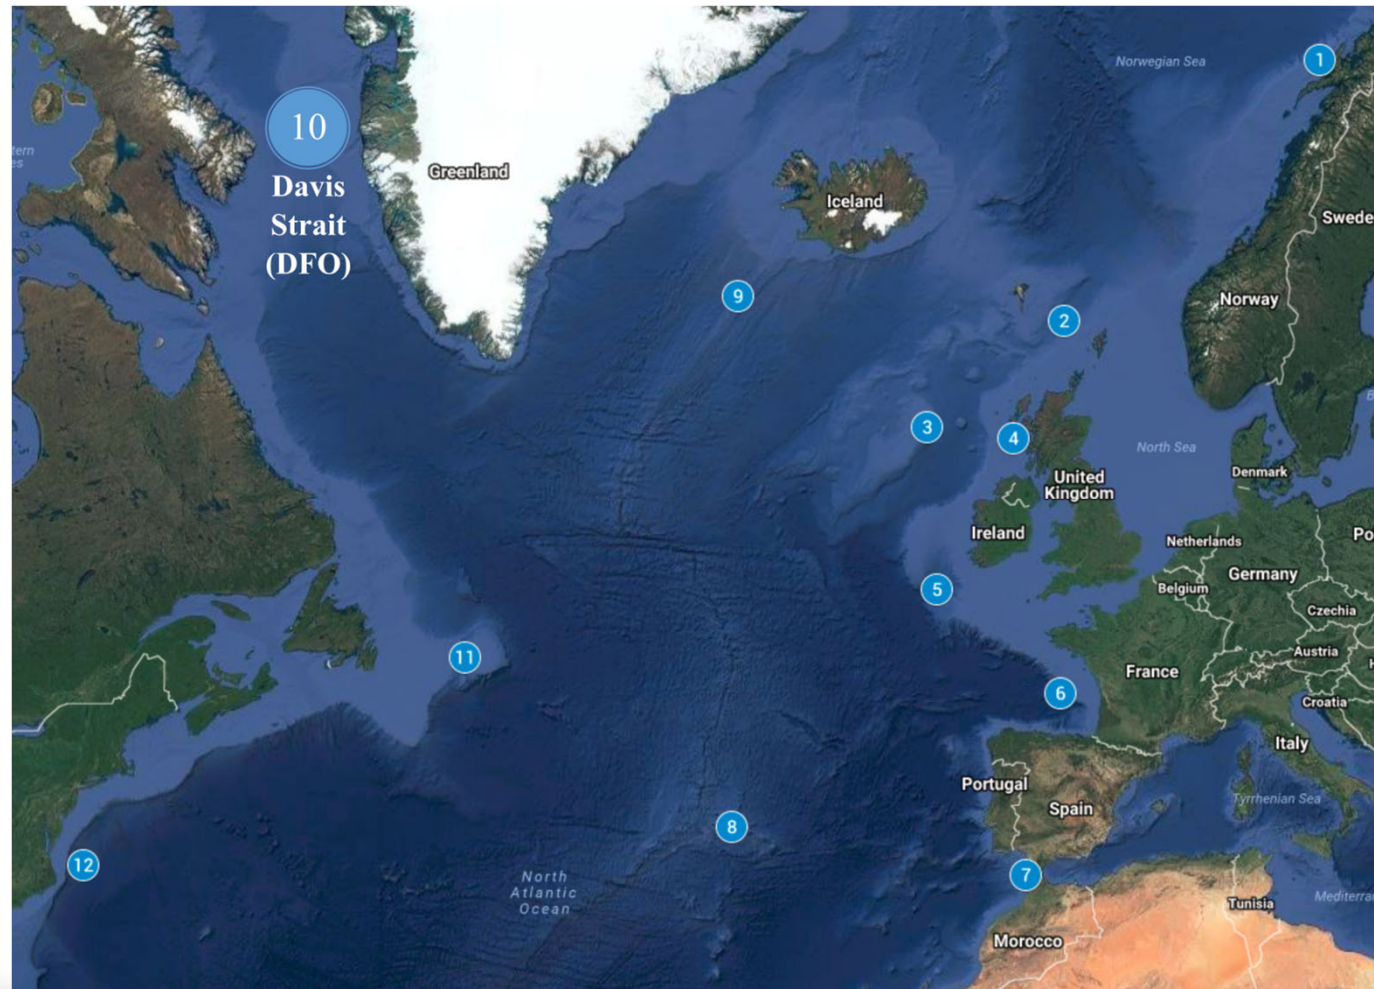 Norwegian Sea
1
10
Davis
Strait
(DFO)
Greenland
Iceland
Swede
Norway
9
2
3
4
North Sea
Denmark
United
Kingdom
Ireland
Netherlands
Po
Germany
Belgium
5
Czechia
Austria
11
France
6
Croatia
Italy
Portugal
Spain
Tyrrhenian Sea
8
12
7
North
Atlantic
Ocean
Mediterra
Tunisia
Morocco